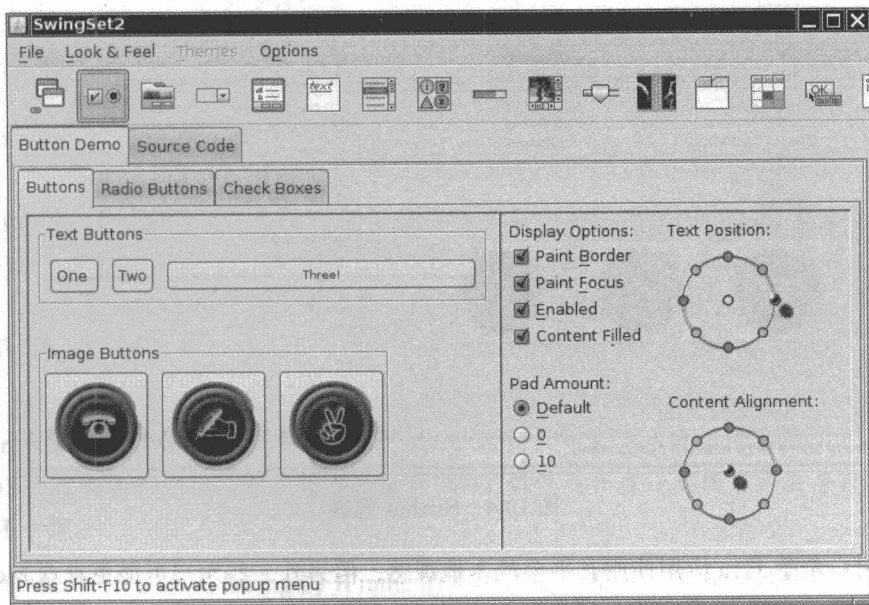 SwingSet2
File Look & Feel Themes Options
text
OK
Button Demo Source Code
Buttons Radio Buttons Check Boxes
Text Buttons
One Two Three!
Image Buttons
Display Options:
Paint Border
Paint Focus
Enabled
Content Filled
Text Position:
Pad Amount:
Default
0
10
Content Alignment:
Press Shift-F10 to activate popup menu